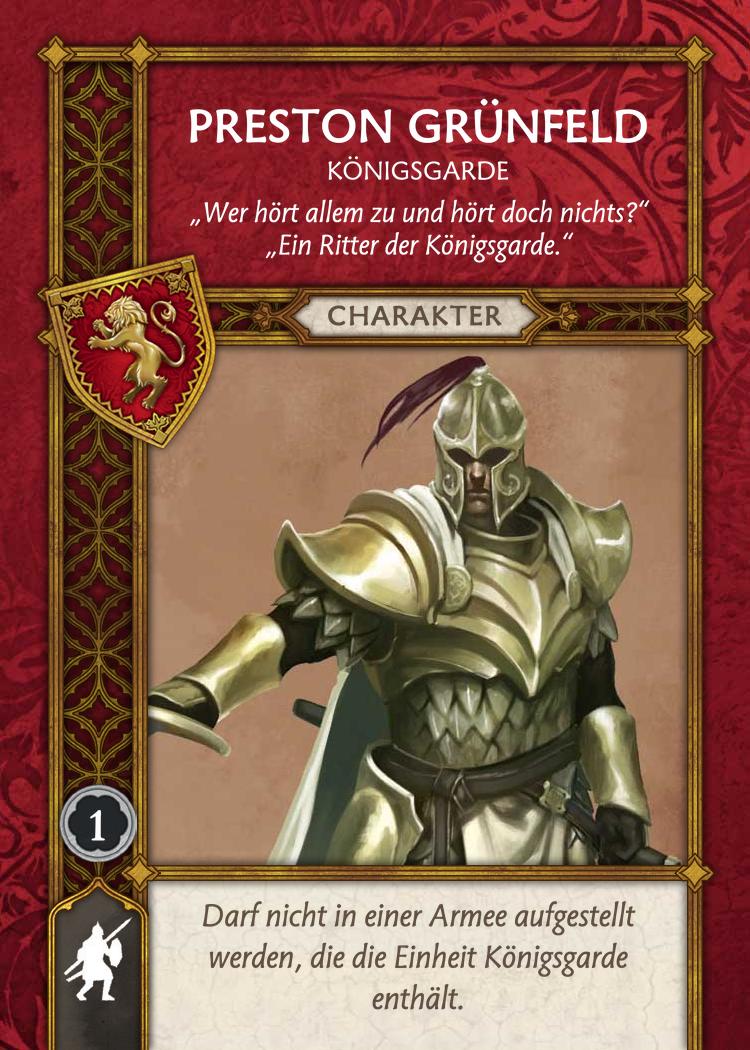 PRESTON GRÜNFELD
KÖNIGSGARDE
„Wer hört allem zu und hört doch nichts?“
„Ein Ritter der Königsgarde.“
CHARAKTER
1
Darf nicht in einer Armee aufgestellt
werden, die die Einheit Königsgarde
enthält.